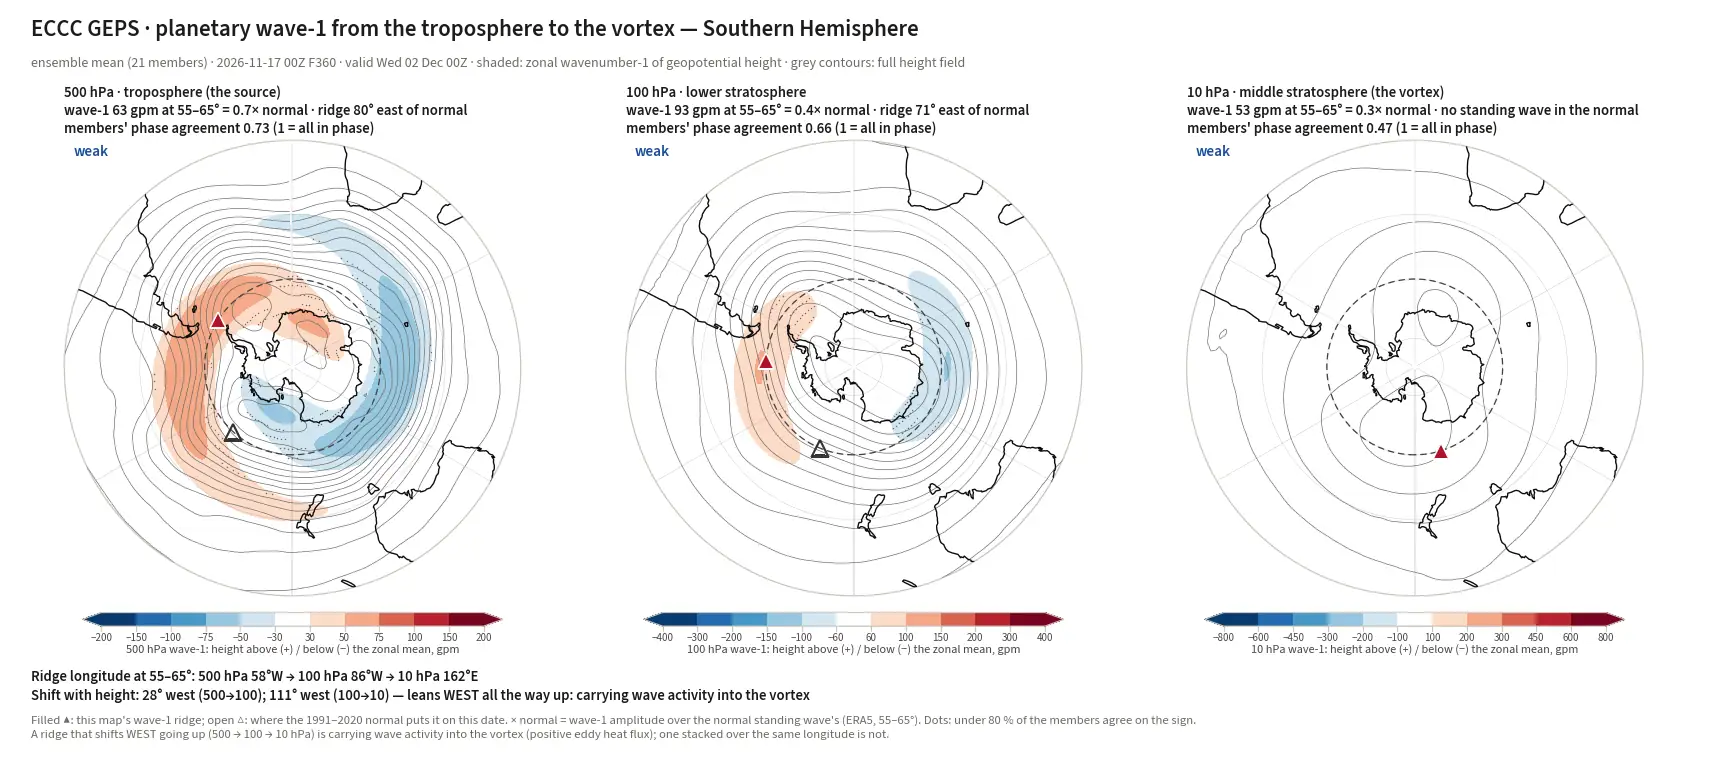 ECCC GEPS · planetary wave-1 from the troposphere to the vortex — Southern Hemisphere
ensemble mean (21 members) · 2026-11-17 00Z F360 · valid Wed 02 Dec 00Z · shaded: zonal wavenumber-1 of geopotential height · grey contours: full height field
500 hPa · troposphere (the source)
wave-1 63 gpm at 55–65° = 0.7× normal · ridge 80° east of normal
members' phase agreement 0.73 (1 = all in phase)
weak
100 hPa · lower stratosphere
wave-1 93 gpm at 55–65° = 0.4× normal · ridge 71° east of normal
members' phase agreement 0.66 (1 = all in phase)
weak
10 hPa · middle stratosphere (the vortex)
wave-1 53 gpm at 55–65° = 0.3× normal · no standing wave in the normal
members' phase agreement 0.47 (1 = all in phase)
weak
−200 −150 −100 −75 −50 −30 30 50 75 100 150 200
500 hPa wave-1: height above (+) / below (−) the zonal mean, gpm
−400 −300 −200 −150 −100 −60 60 100 150 200 300 400
100 hPa wave-1: height above (+) / below (−) the zonal mean, gpm
−800 −600 −450 −300 −200 −100 100 200 300 450 600 800
10 hPa wave-1: height above (+) / below (−) the zonal mean, gpm
Ridge longitude at 55–65°: 500 hPa 58°W → 100 hPa 86°W → 10 hPa 162°E
Shift with height: 28° west (500→100); 111° west (100→10) — leans WEST all the way up: carrying wave activity into the vortex
Filled ▲: this map's wave-1 ridge; open △: where the 1991–2020 normal puts it on this date. × normal = wave-1 amplitude over the normal standing wave's (ERA5, 55–65°). Dots: under 80 % of the members agree on the sign.
A ridge that shifts WEST going up (500 → 100 → 10 hPa) is carrying wave activity into the vortex (positive eddy heat flux); one stacked over the same longitude is not.